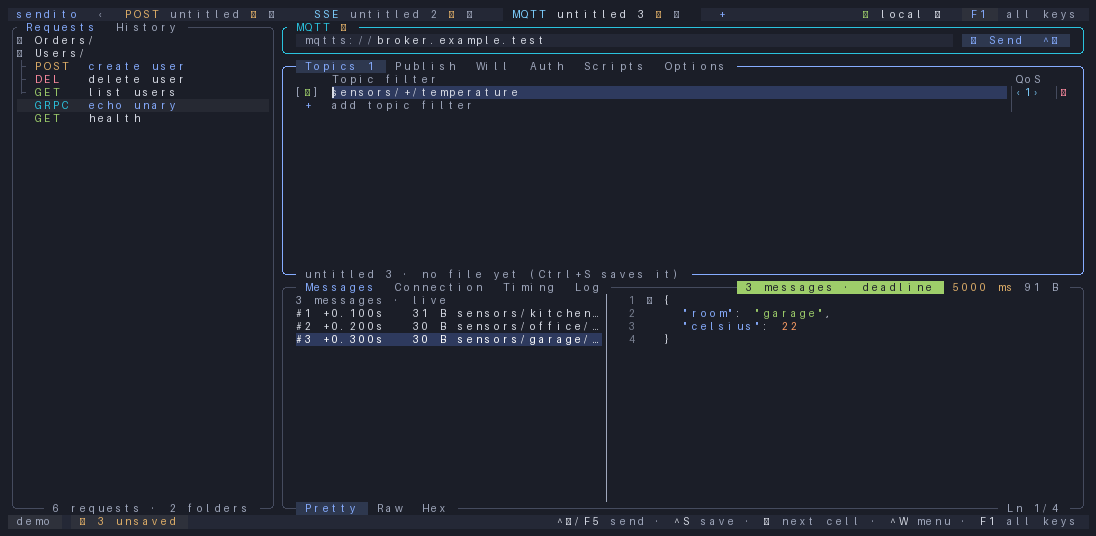 sendito ‹ POST untitled SSE untitled 2 MQTT untitled 3 + local F1 all keys
Requests History
Orders/
Users/
POST create user
DEL delete user
GET list users
GRPC echo unary
GET health
6 requests · 2 folders
MQTT
mqtts://broker.example.test Send ^
Topics 1 Publish Will Auth Scripts Options
Topic filter QoS
[ ] sensors/+/temperature ‹1›
+ add topic filter
untitled 3 · no file yet (Ctrl+S saves it)
Messages Connection Timing Log 3 messages · deadline 5000 ms 91 B
3 messages · live
#1 +0.100s 31 B sensors/kitchen…
#2 +0.200s 30 B sensors/office/…
#3 +0.300s 30 B sensors/garage/…
1 {
2 "room": "garage",
3 "celsius": 22
4 }
Pretty Raw Hex Ln 1/4
demo 3 unsaved ^ /F5 send · ^S save · next cell · ^W menu · F1 all keys